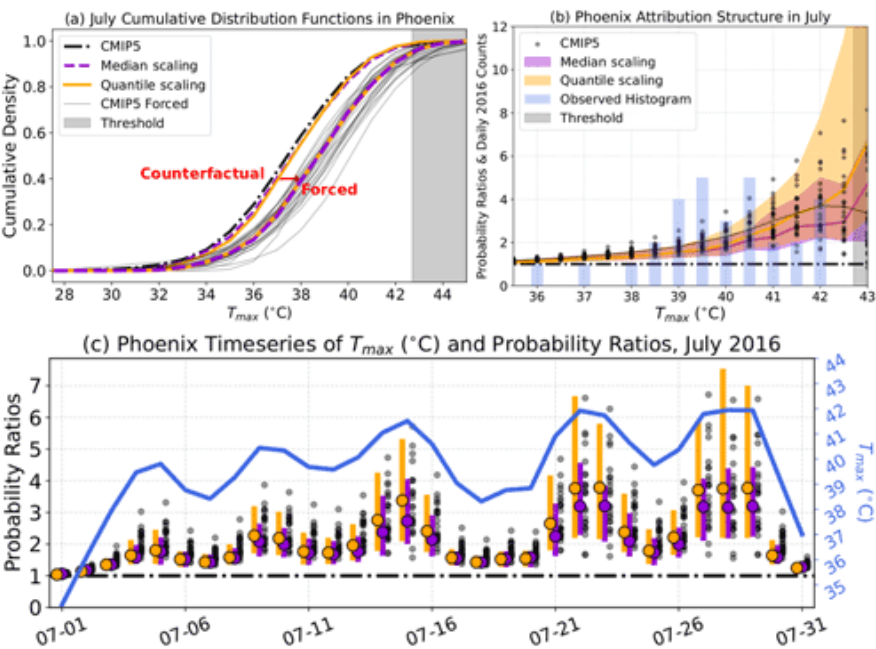 (a) July Cumulative Distribution Functions in Phoenix
Cumulative Density
1.0
0.8
0.6
0.4
0.2
0.0
CMIP5
Median scaling
Quantile scaling
CMIP5 Forced
Threshold
Counterfactual
Forced
28 30 32 34 36 38 40 42 44
Tmax (°C)
(b) Phoenix Attribution Structure in July
Probability Ratios & Daily 2016 Counts
12
10
8
6
4
2
0
CMIP5
Median scaling
Quantile scaling
Observed Histogram
Threshold
36 37 38 39 40 41 42 43
Tmax (°C)
(c) Phoenix Timeseries of Tmax (°C) and Probability Ratios, July 2016
Probability Ratios
7
6
5
4
3
2
1
0
07-01 07-06 07-11 07-16 07-21 07-26 07-31
44
43
42
41
40
39
38
37
36
35
Tmax (°C)